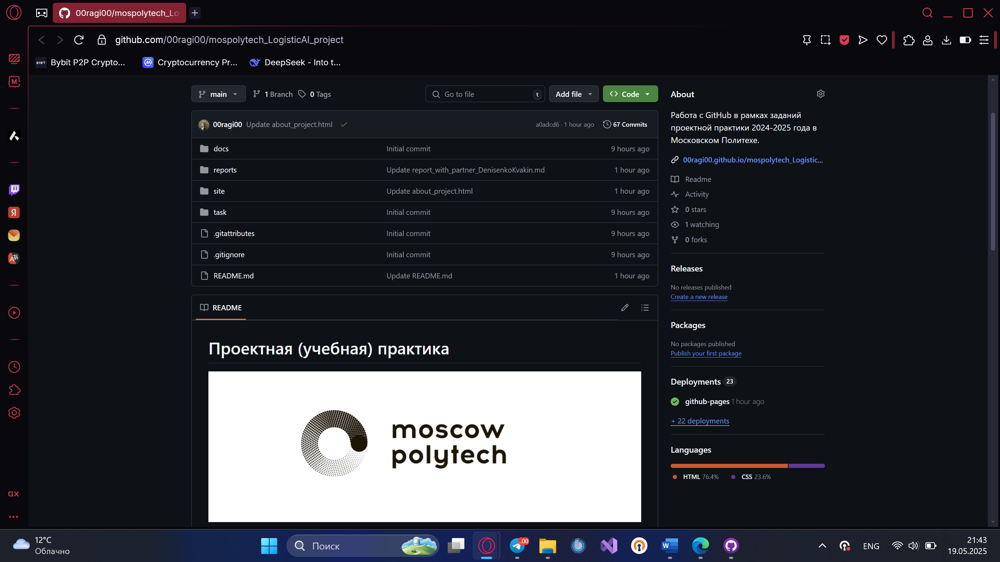 00ragi00/mospolytech_Lo
github.com/00ragi00/mospolytech_LogisticAI_project
BYBIT Bybit P2P Crypto... Cryptocurrency Pr... DeepSeek - Into t...
main 1 Branch 0 Tags Go to file t Add file Code
00ragi00 Update about_project.html a0adcd6 · 1 hour ago 67 Commits
docs Initial commit 9 hours ago
reports Update report_with_partner_DenisenkoKvakin.md 1 hour ago
site Update about_project.html 1 hour ago
task Initial commit 9 hours ago
.gitattributes Initial commit 9 hours ago
.gitignore Initial commit 9 hours ago
README.md Update README.md 1 hour ago
README
Проектная (учебная) практика
moscow
polytech
About
Работа с GitHub в рамках заданий
проектной практики 2024-2025 года в
Московском Политехе.
00ragi00.github.io/mospolytech_Logistic...
Readme
Activity
0 stars
1 watching
0 forks
Releases
No releases published
Create a new release
Packages
No packages published
Publish your first package
Deployments 23
github-pages 1 hour ago
+ 22 deployments
Languages
HTML 76.4% CSS 23.6%
M
Я
GX
12°C
Облачно
Поиск
..00
W
ENG
21:43
19.05.2025